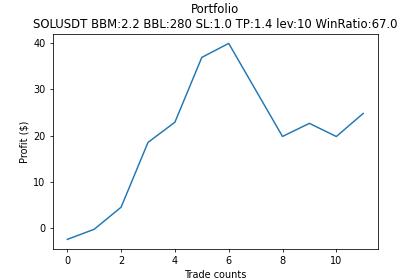 Portfolio
SOLUSDT BBM:2.2 BBL:280 SL:1.0 TP:1.4 lev:10 WinRatio:67.0
40
30
20
10
0
Profit ($)
0 2 4 6 8 10
Trade counts